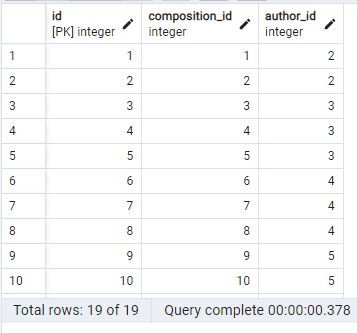 id composition_id author_id
[PK] integer integer integer
1 1 1 2
2 2 2 2
3 3 3 3
4 4 4 3
5 5 5 3
6 6 6 4
7 7 7 4
8 8 8 4
9 9 9 5
10 10 10 5
Total rows: 19 of 19 Query complete 00:00:00.378